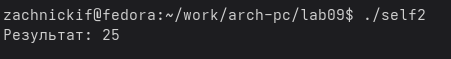 zachnickif@fedora:~/work/arch-pc/lab09$ ./self2
Результат: 25